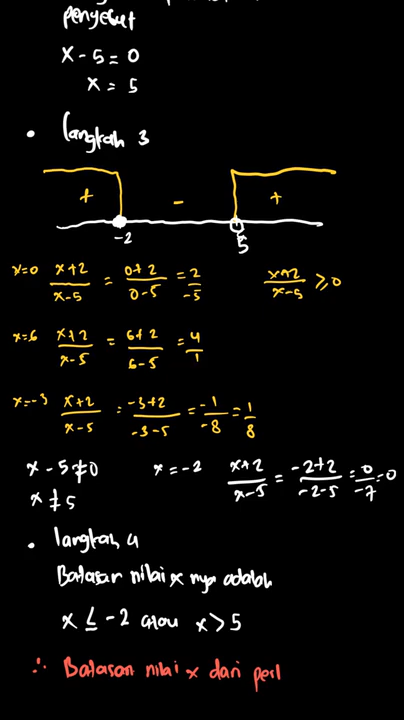 penyebut
x - 5 = 0
x = 5
• Langkah 3
+ - +
-2 5
x=0 x+2/x-5 = 0+2/0-5 = 2/-5 x+2/x-5 ≥ 0
x=6 x+2/x-5 = 6+2/6-5 = 4/1
x=-3 x+2/x-5 = -3+2/-3-5 = -1/-8 = 1/8
x - 5 ≠ 0 x = -2 x+2/x-5 = -2+2/-2-5 = 0/-7 = 0
x ≠ 5
• langkah 4
Batasan nilai x nya adalah
x ≤ -2 atau x > 5
∴ Batasan nilai x dari perl